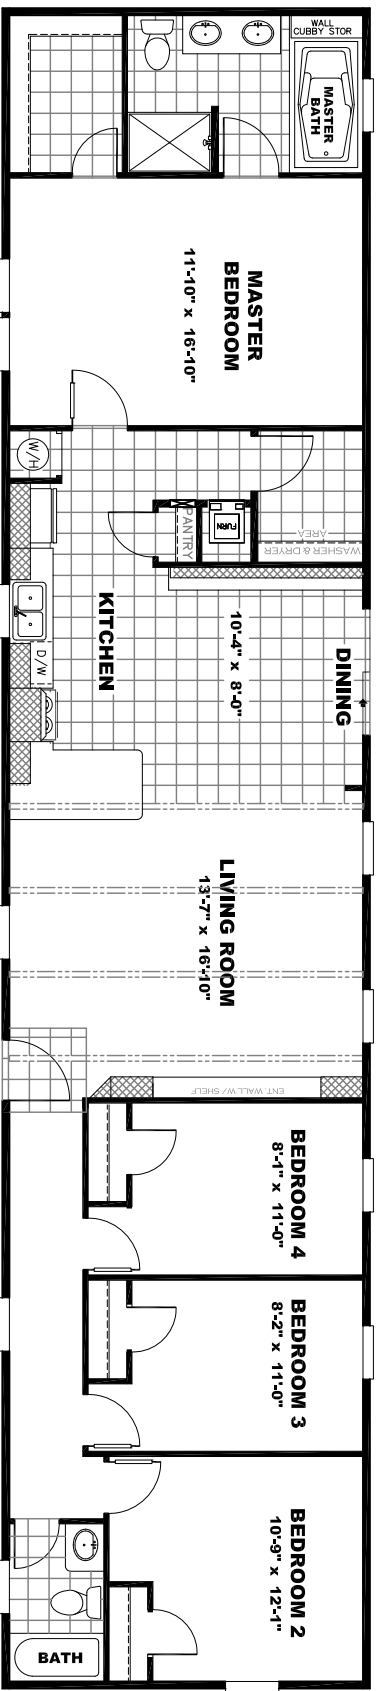 WALL
CUBBY STOR
MASTER
BATH
MASTER
BEDROOM
11'-10" x 16'-10"
W/H
PANTRY
FURN
WASHER & DRYER
AREA
KITCHEN
D/W
10'-4" x 8'-0"
DINING
LIVING ROOM
13'-7" x 16'-10"
ENT. WALL W/ SHELF
BEDROOM 4
8'-1" x 11'-0"
BEDROOM 3
8'-2" x 11'-0"
BEDROOM 2
10'-9" x 12'-1"
BATH